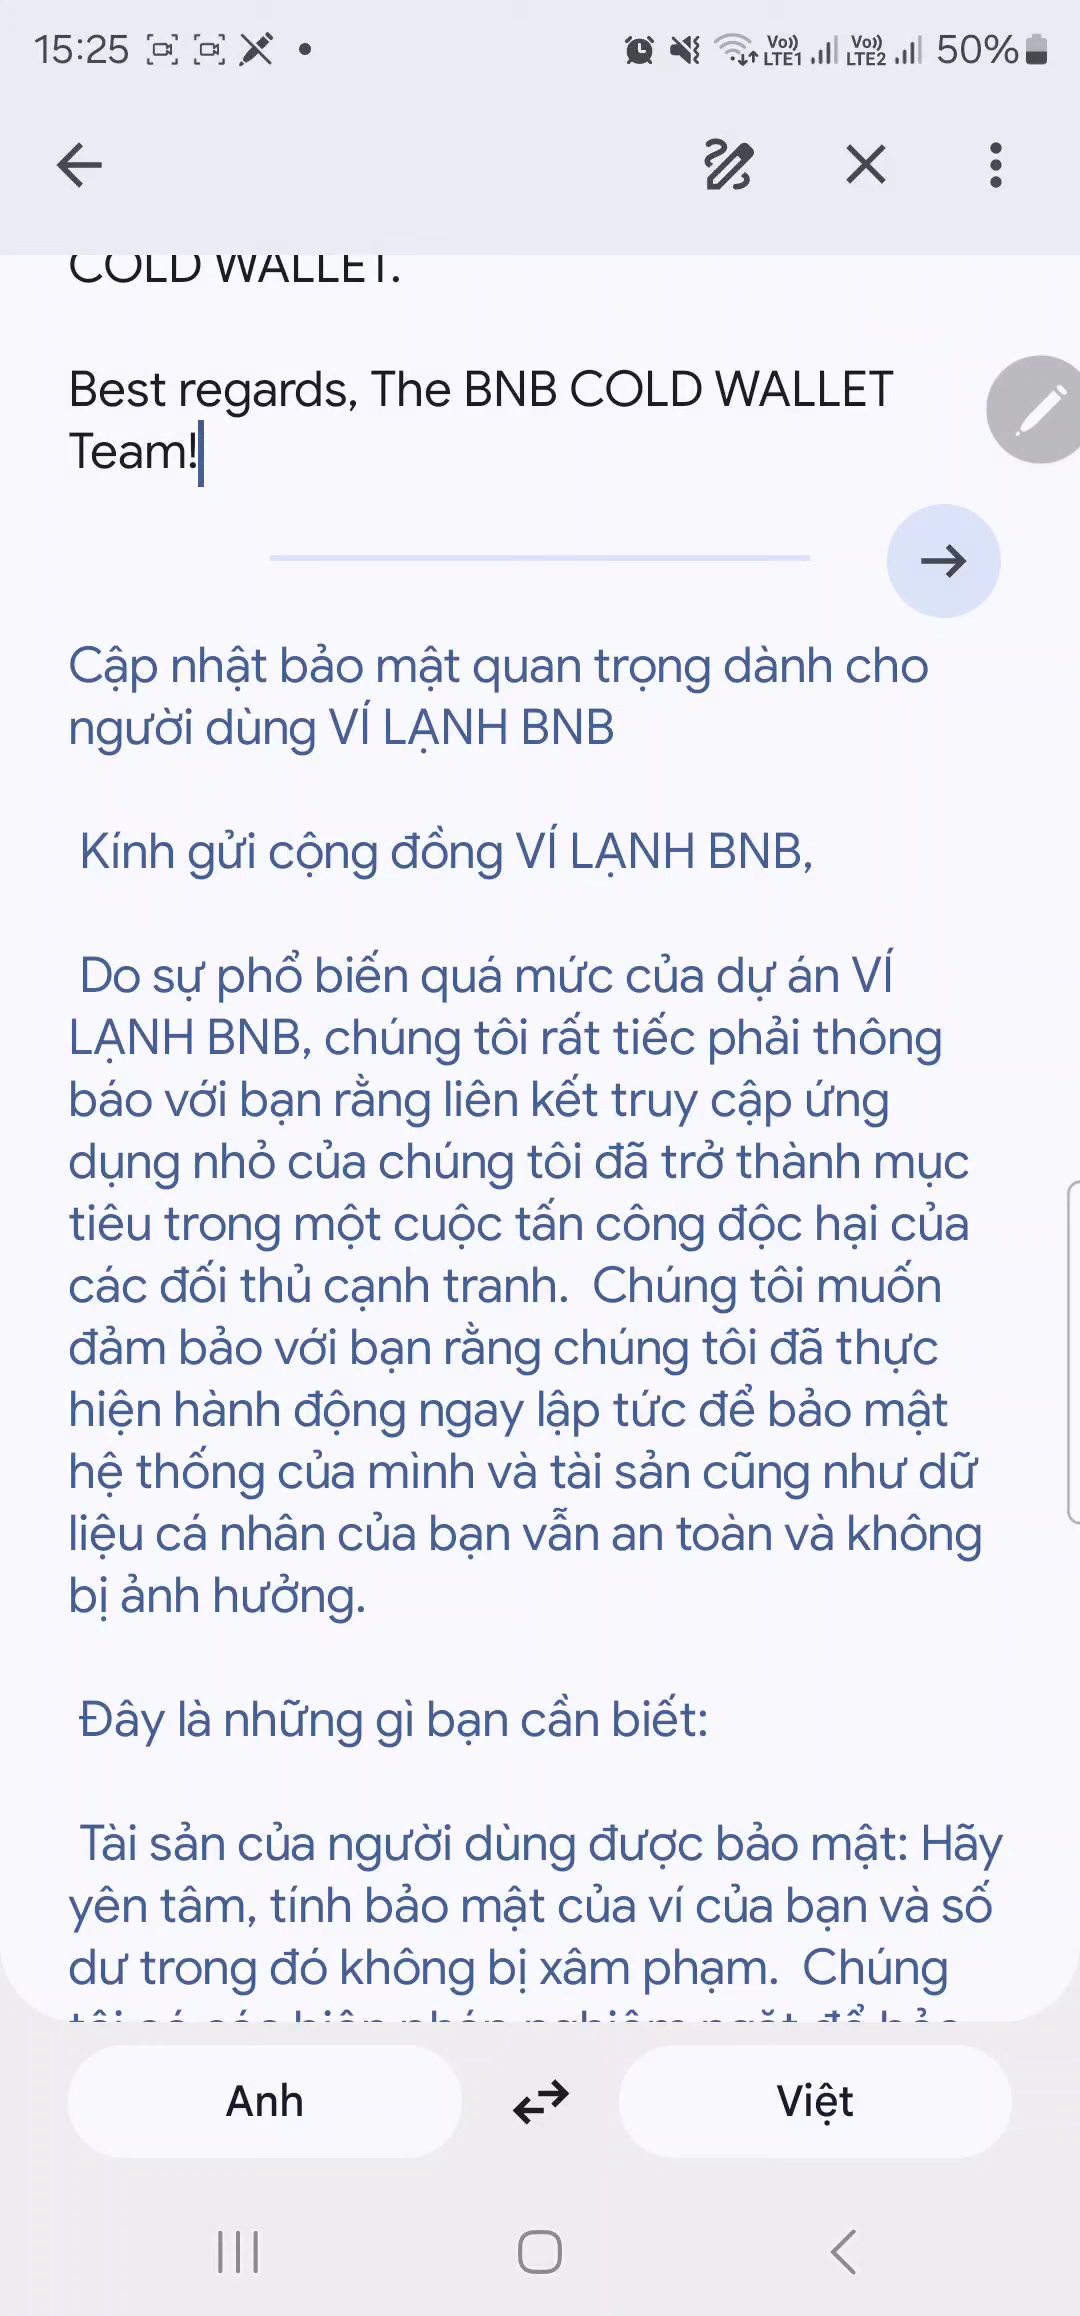 15:25
Vo)) LTE1
Vo)) LTE2
50%
COLD WALLET.
Best regards, The BNB COLD WALLET
Team!
Cập nhật bảo mật quan trọng dành cho
người dùng VÍ LẠNH BNB
Kính gửi cộng đồng VÍ LẠNH BNB,
Do sự phổ biến quá mức của dự án VÍ
LẠNH BNB, chúng tôi rất tiếc phải thông
báo với bạn rằng liên kết truy cập ứng
dụng nhỏ của chúng tôi đã trở thành mục
tiêu trong một cuộc tấn công độc hại của
các đối thủ cạnh tranh.  Chúng tôi muốn
đảm bảo với bạn rằng chúng tôi đã thực
hiện hành động ngay lập tức để bảo mật
hệ thống của mình và tài sản cũng như dữ
liệu cá nhân của bạn vẫn an toàn và không
bị ảnh hưởng.
Đây là những gì bạn cần biết:
Tài sản của người dùng được bảo mật: Hãy
yên tâm, tính bảo mật của ví của bạn và số
dư trong đó không bị xâm phạm.  Chúng
Anh
Việt